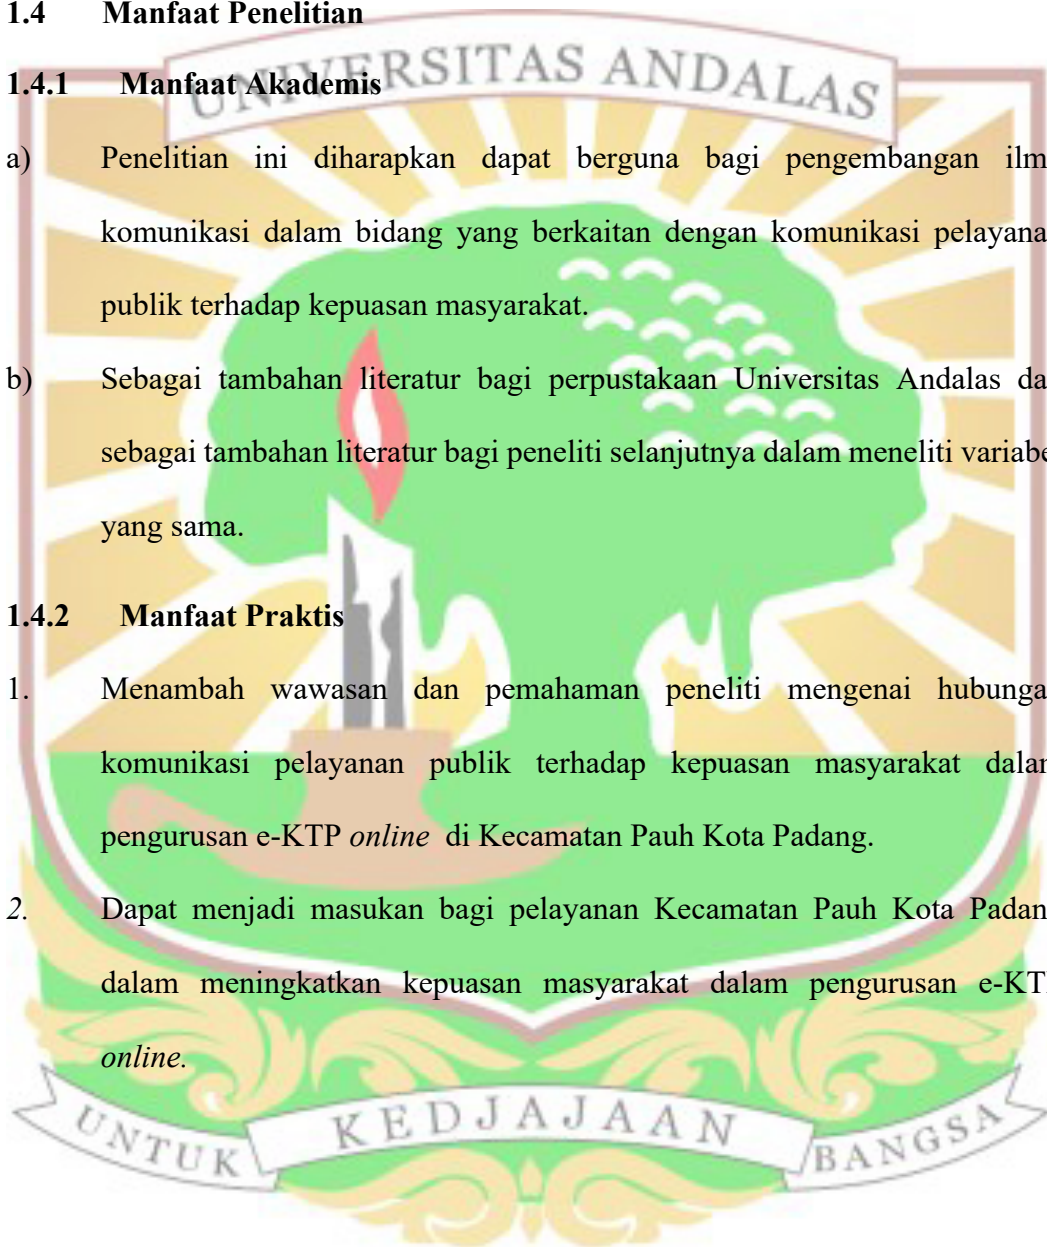 1.4 Manfaat Penelitian
UNIVERSITAS ANDALAS
1.4.1 Manfaat Akademis
a) Penelitian ini diharapkan dapat berguna bagi pengembangan ilm
komunikasi dalam bidang yang berkaitan dengan komunikasi pelayana
publik terhadap kepuasan masyarakat.
b) Sebagai tambahan literatur bagi perpustakaan Universitas Andalas da
sebagai tambahan literatur bagi peneliti selanjutnya dalam meneliti variabe
yang sama.
1.4.2 Manfaat Praktis
1. Menambah wawasan dan pemahaman peneliti mengenai hubunga
komunikasi pelayanan publik terhadap kepuasan masyarakat dalam
pengurusan e-KTP online di Kecamatan Pauh Kota Padang.
2. Dapat menjadi masukan bagi pelayanan Kecamatan Pauh Kota Padan
dalam meningkatkan kepuasan masyarakat dalam pengurusan e-KTP
online.
UNTUK KEDJAJAAN BANGSA